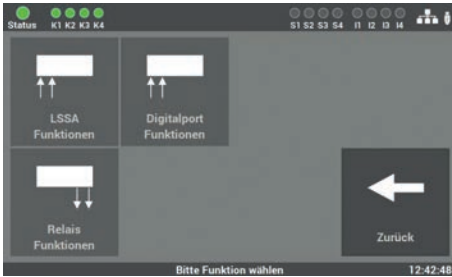 Status K1 K2 K3 K4 S1 S2 S3 S4 I1 I2 I3 I4
LSSA
Funktionen
Digitalport
Funktionen
Relais
Funktionen
Zurück
Bitte Funktion wählen 12:42:48